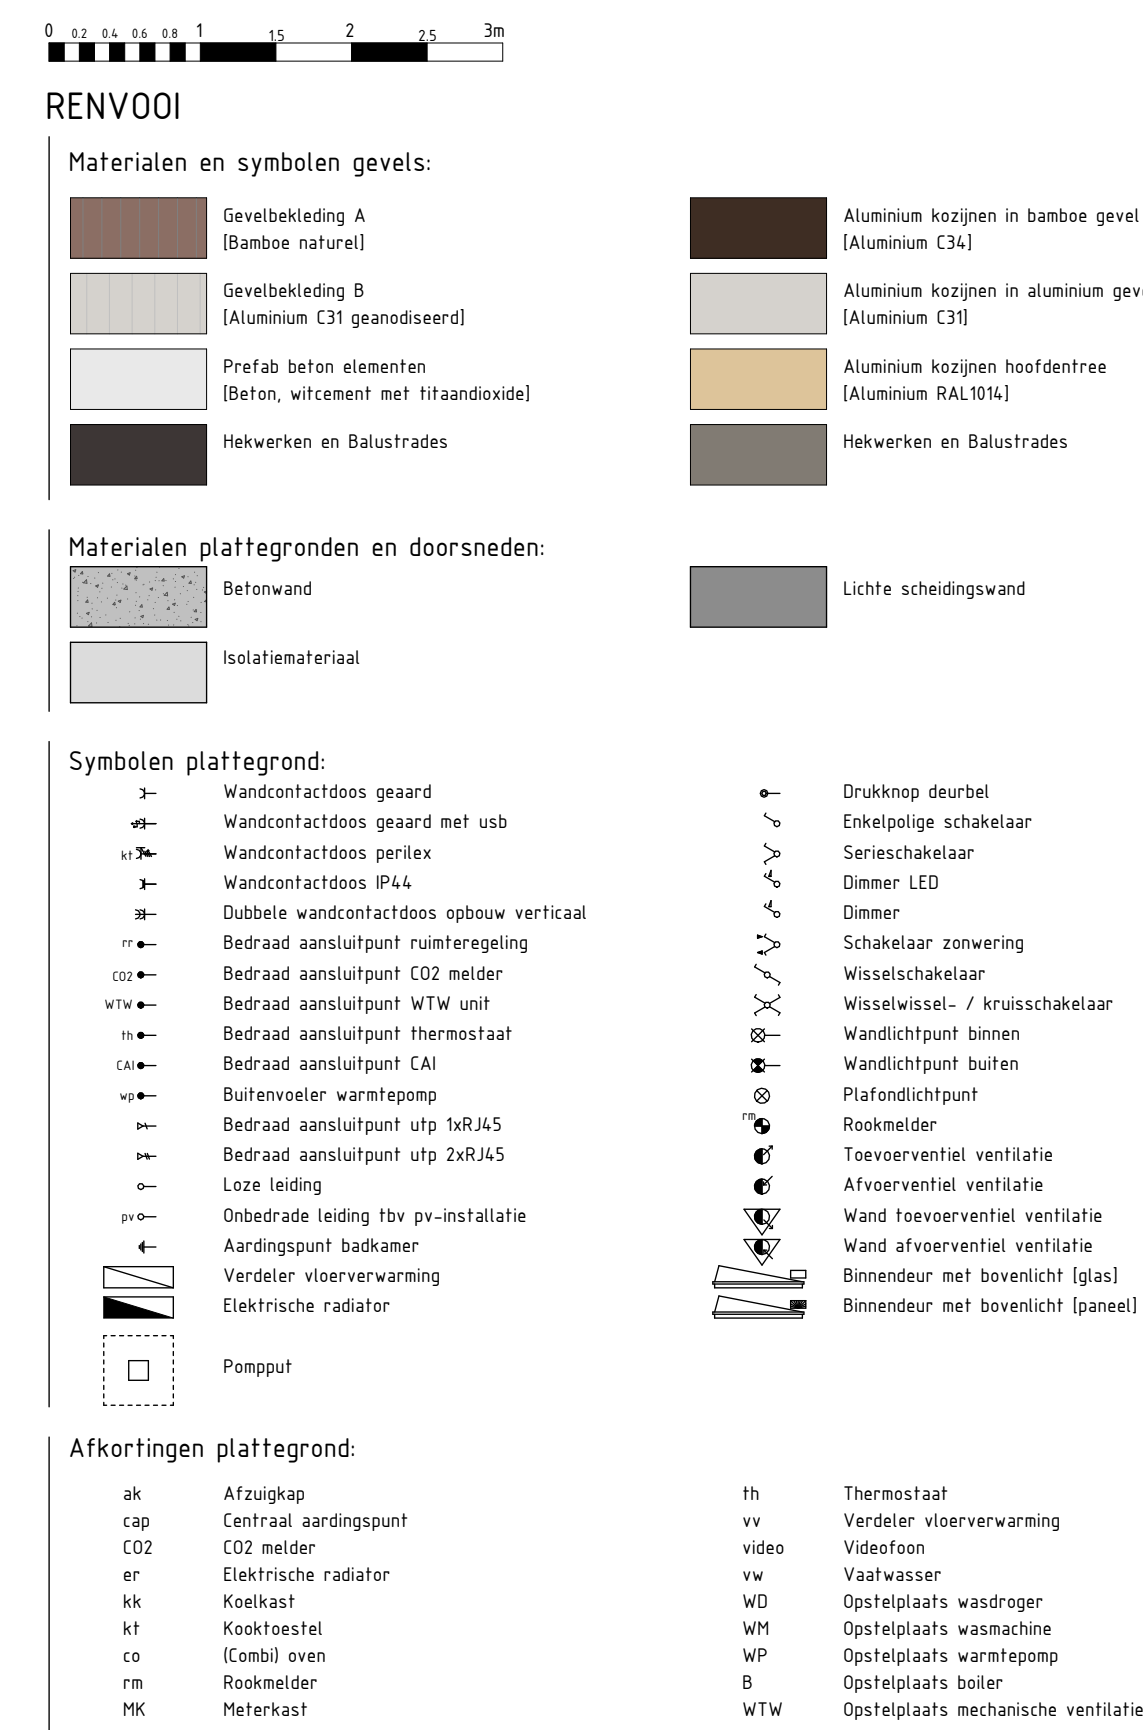 0 0.2 0.4 0.6 0.8 1 1.5 2 2.5 3m
RENVOOI
Materialen en symbolen gevels:
Gevelbekleding A
[Bamboe naturel]
Aluminium kozijnen in bamboe gevel
[Aluminium C34]
Gevelbekleding B
[Aluminium C31 geanodiseerd]
Aluminium kozijnen in aluminium gev
[Aluminium C31]
Prefab beton elementen
[Beton, witcement met titaandioxide]
Aluminium kozijnen hoofdentree
[Aluminium RAL1014]
Hekwerken en Balustrades
Hekwerken en Balustrades
Materialen plattegronden en doorsneden:
Betonwand
Lichte scheidingswand
Isolatiemateriaal
Symbolen plattegrond:
Wandcontactdoos geaard
Drukknop deurbel
Wandcontactdoos geaard met usb
Enkelpolige schakelaar
kt Wandcontactdoos perilex
Serieschakelaar
Wandcontactdoos IP44
Dimmer LED
Dubbele wandcontactdoos opbouw verticaal
Dimmer
rr Bedraad aansluitpunt ruimteregeling
Schakelaar zonwering
CO2 Bedraad aansluitpunt CO2 melder
Wisselschakelaar
WTW Bedraad aansluitpunt WTW unit
Wisselwissel- / kruisschakelaar
th Bedraad aansluitpunt thermostaat
Wandlichtpunt binnen
CAI Bedraad aansluitpunt CAI
Wandlichtpunt buiten
wp Buitenvoeler warmtepomp
Plafondlichtpunt
Bedraad aansluitpunt utp 1xRJ45
rm Rookmelder
Bedraad aansluitpunt utp 2xRJ45
Toevoerventiel ventilatie
Loze leiding
Afvoerventiel ventilatie
pv Onbedrade leiding tbv pv-installatie
Wand toevoerventiel ventilatie
Aardingspunt badkamer
Wand afvoerventiel ventilatie
Verdeler vloerverwarming
Binnendeur met bovenlicht [glas]
Elektrische radiator
Binnendeur met bovenlicht [paneel]
Pompput
Afkortingen plattegrond:
ak Afzuigkap
th Thermostaat
cap Centraal aardingspunt
vv Verdeler vloerverwarming
CO2 CO2 melder
video Videofoon
er Elektrische radiator
vw Vaatwasser
kk Koelkast
WD Opstelplaats wasdroger
kt Kooktoestel
WM Opstelplaats wasmachine
co (Combi) oven
WP Opstelplaats warmtepomp
rm Rookmelder
B Opstelplaats boiler
MK Meterkast
WTW Opstelplaats mechanische ventilatie